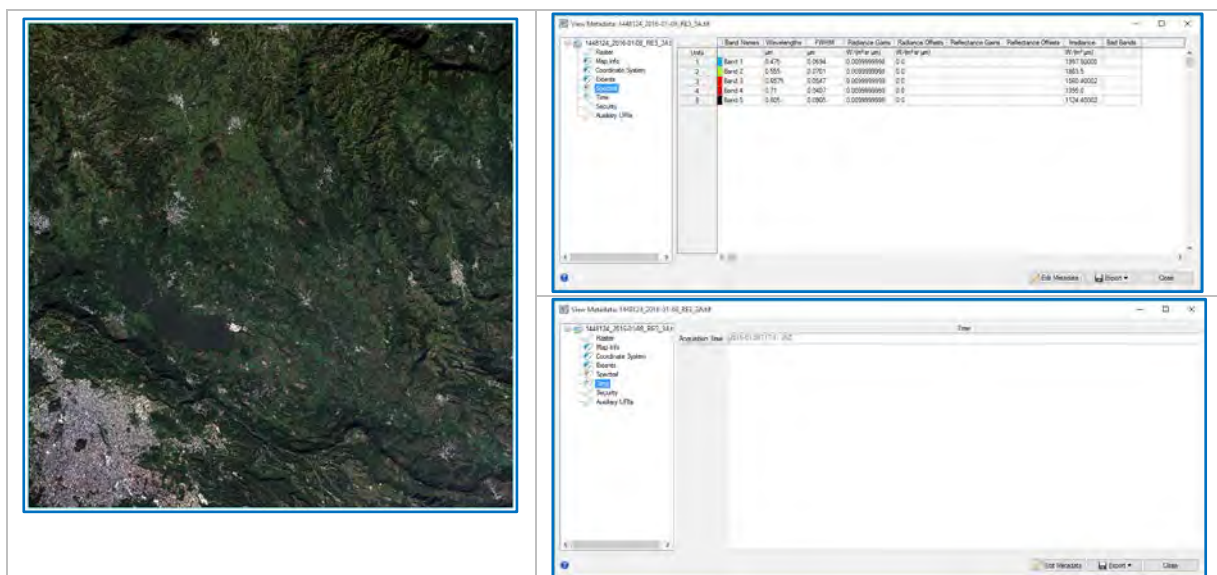 View Metadata: 1448124_2016-01-08_RE3_3A.tif
1448124_2016-01-08_RE3_3A.t
Raster
Map Info
Coordinate System
Extents
Spectral
Time
Security
Auxiliary URIs
Band Names Wavelengths FWHM Radiance Gains Radiance Offsets Reflectance Gains Reflectance Offsets Irradiance Bad Bands
Units µm µm W/(m²*sr*µm) W/(m²*sr*µm) W/(m²*µm)
1 Band 1 0.475 0.0694 0.0099999998 0.0
2 Band 2 0.555 0.0701 0.0099999998 0.0 1863.5
3 Band 3 0.6575 0.0547 0.0099999998 0.0 1560.40002
4 Band 4 0.71 0.0407 0.0099999998 0.0 1395.0
5 Band 5 0.805 0.0905 0.0099999998 0.0 1124.40002
Edit Metadata Export Close
View Metadata: 1448124_2016-01-08_RE3_3A.tif
1448124_2016-01-08_RE3_3A.t
Raster
Map Info
Coordinate System
Extents
Spectral
Time
Security
Auxiliary URIs
Time
Acquisition Time
Edit Metadata Export Close